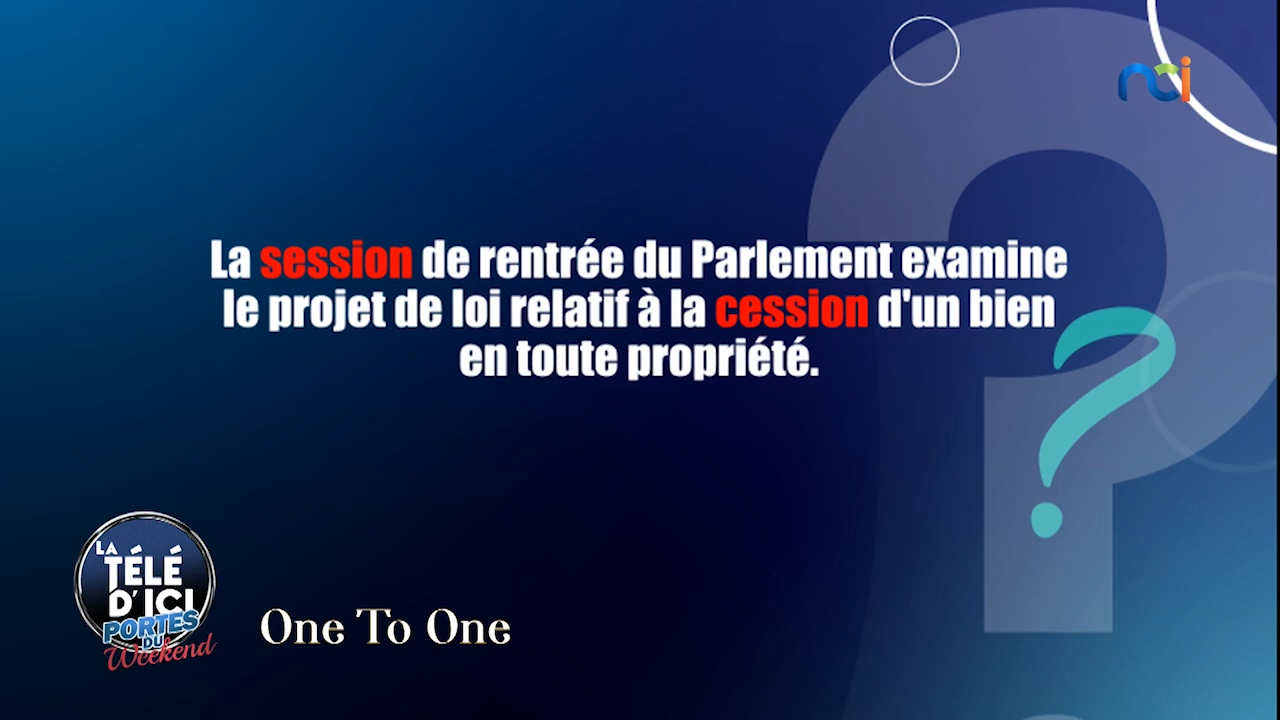 nci
La session de rentrée du Parlement examine
le projet de loi relatif à la cession d'un bien
en toute propriété.
?
LA
TÉLÉ
D'ICI
PORTES
DU
Weekend
One To One